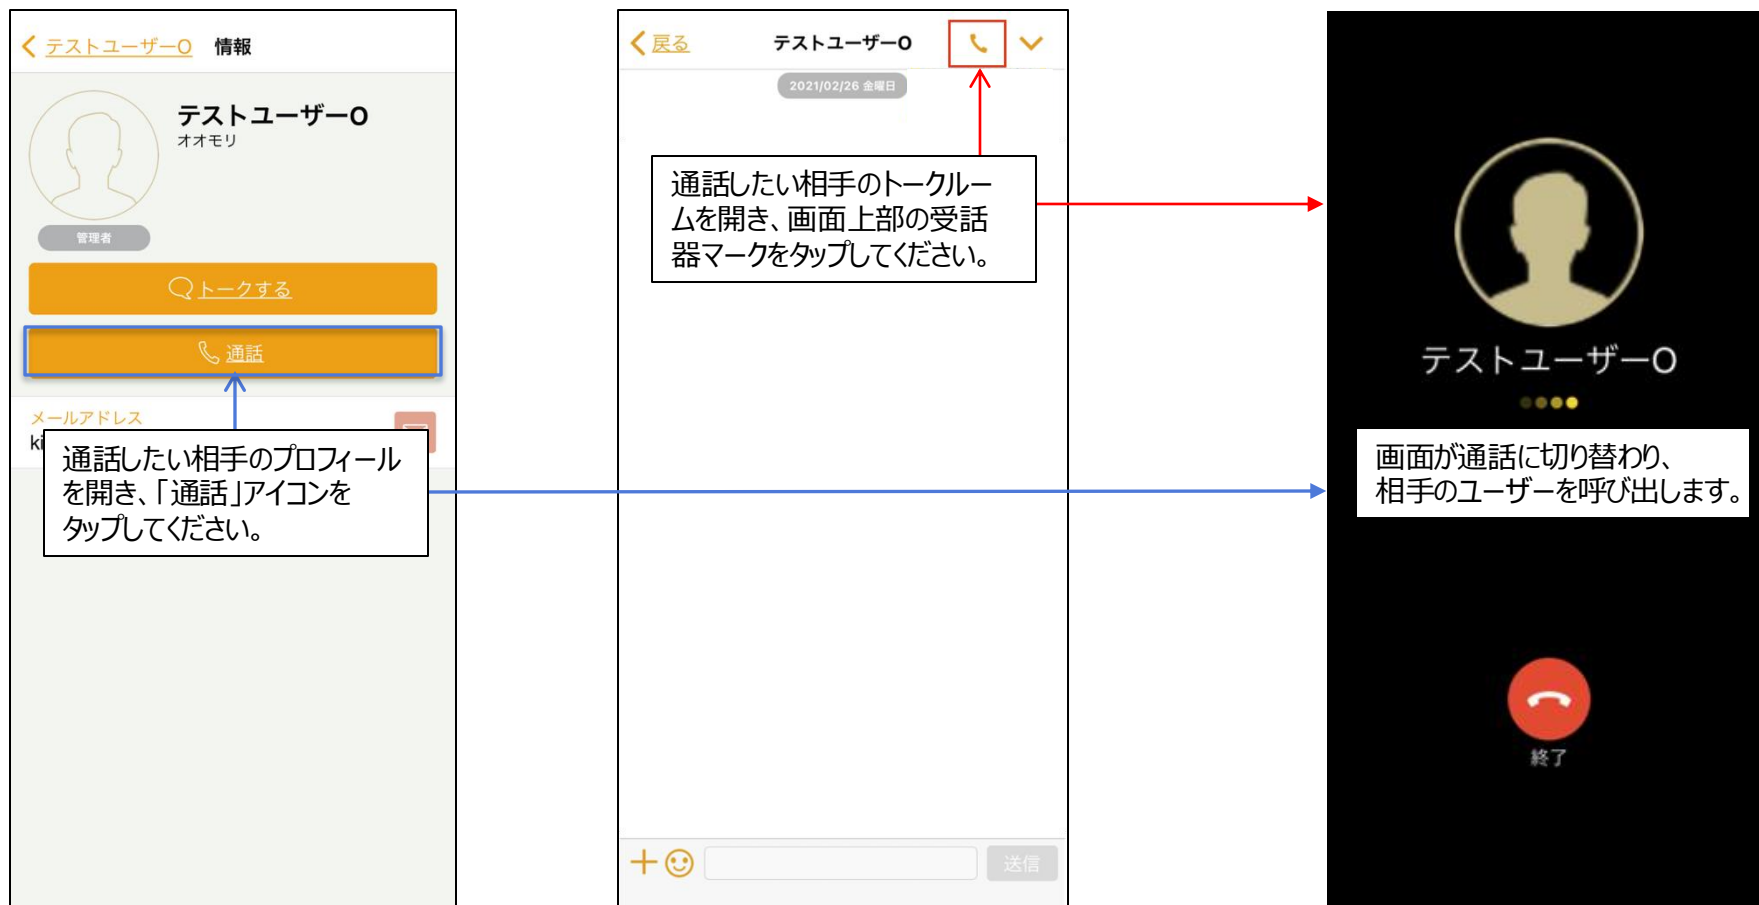 テストユーザーO 情報
テストユーザーO
オオモリ
管理者
トークする
通話
メールアドレス
ki
通話したい相手のプロフィール
を開き、「通話」アイコンを
タップしてください。
戻る テストユーザーO
2021/02/26 金曜日
通話したい相手のトークルー
ムを開き、画面上部の受話
器マークをタップしてください。
送信
テストユーザーO
画面が通話に切り替わり、
相手のユーザーを呼び出します。
終了